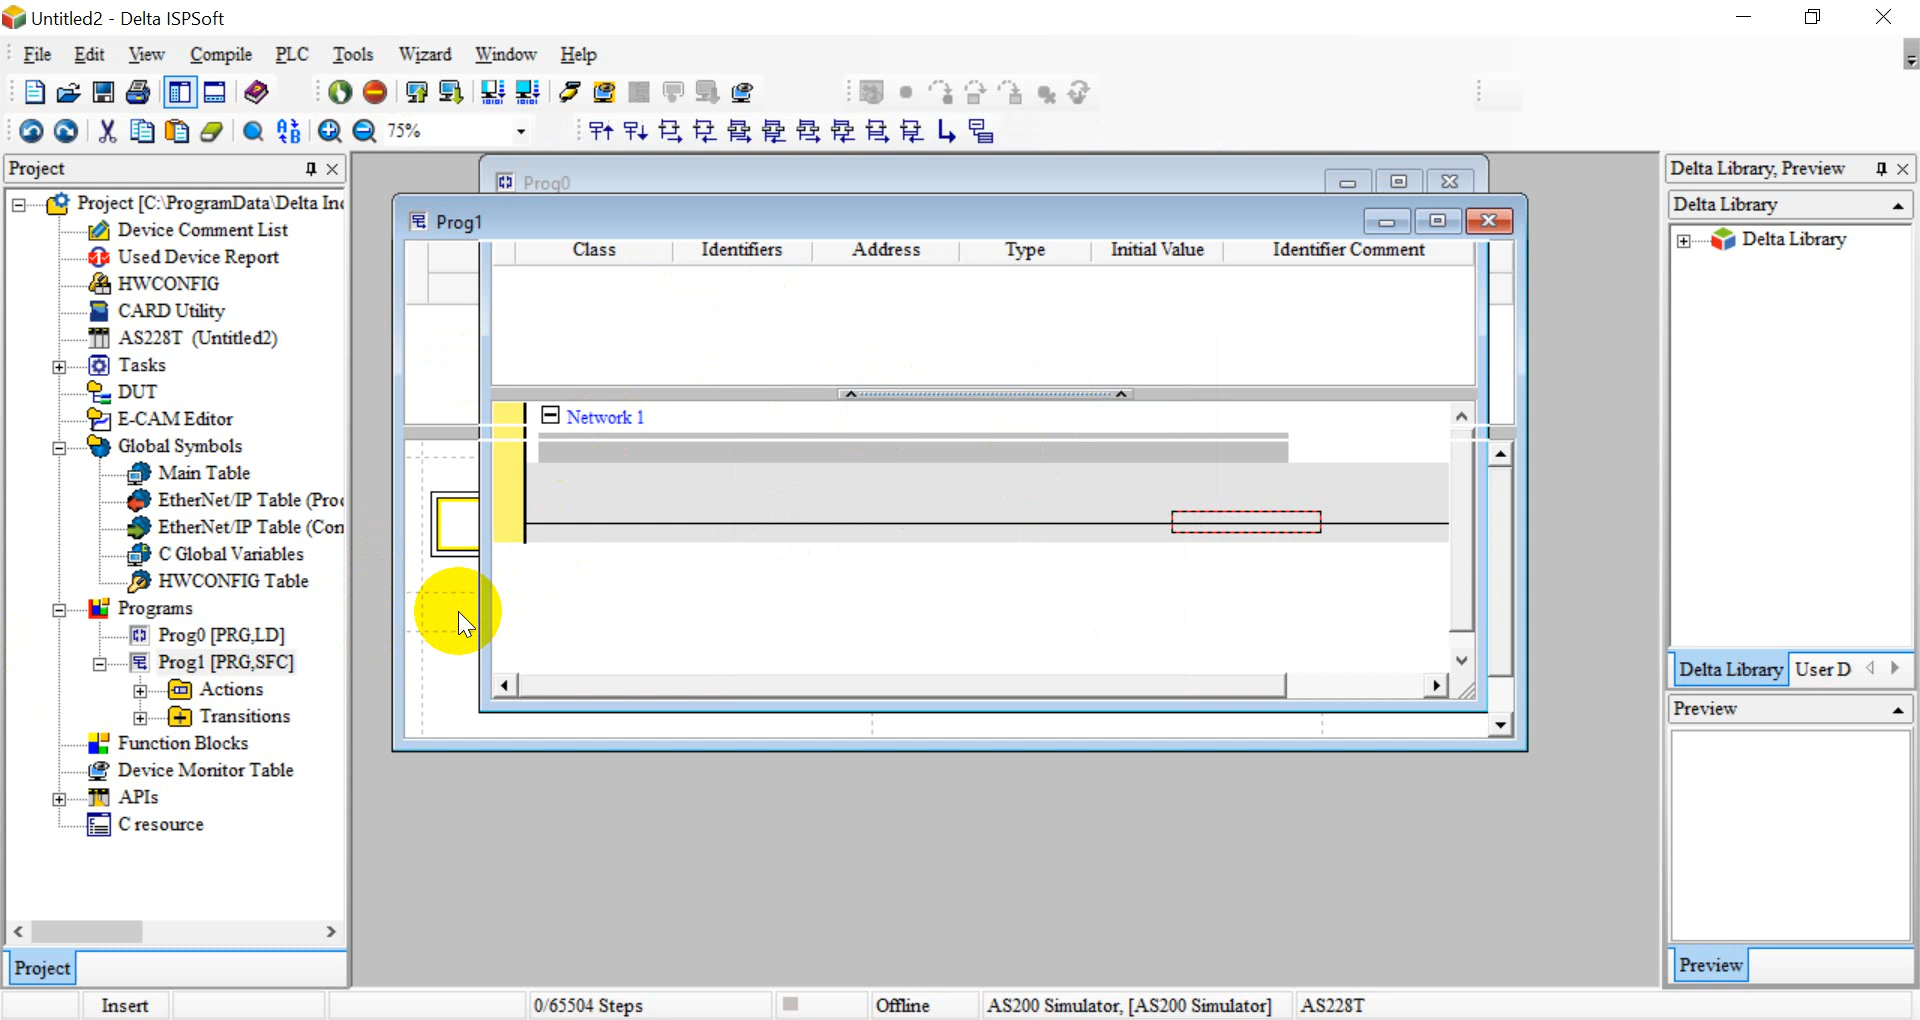 Untitled2 - Delta ISPSoft
File Edit View Compile PLC Tools Wizard Window Help
75%
Project
Project [C:\ProgramData\Delta Inc
Device Comment List
Used Device Report
HWCONFIG
CARD Utility
AS228T (Untitled2)
Tasks
DUT
E-CAM Editor
Global Symbols
Main Table
EtherNet/IP Table (Proc
EtherNet/IP Table (Con
C Global Variables
HWCONFIG Table
Programs
Prog0 [PRG,LD]
Prog1 [PRG,SFC]
Actions
Transitions
Function Blocks
Device Monitor Table
APIs
C resource
Project
Prog0
Prog1
Class Identifiers Address Type Initial Value Identifier Comment
Network 1
Delta Library, Preview
Delta Library
Delta Library
Delta Library User D
Preview
Preview
Insert 0/65504 Steps Offline AS200 Simulator, [AS200 Simulator] AS228T